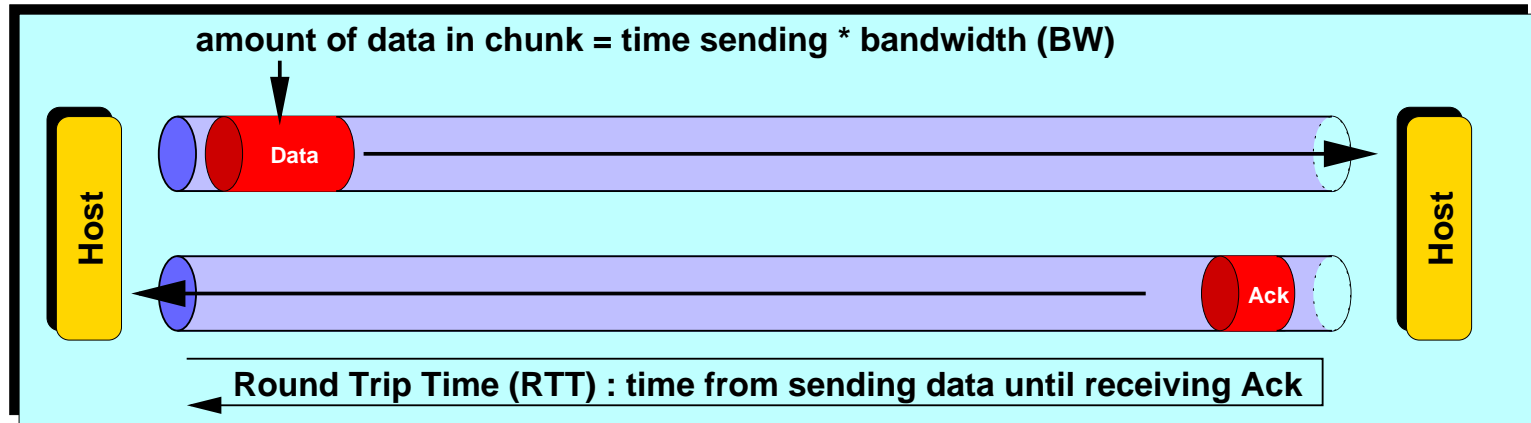 amount of data in chunk = time sending * bandwidth (BW)
Host
Data
Host
Ack
Round Trip Time (RTT) : time from sending data until receiving Ack